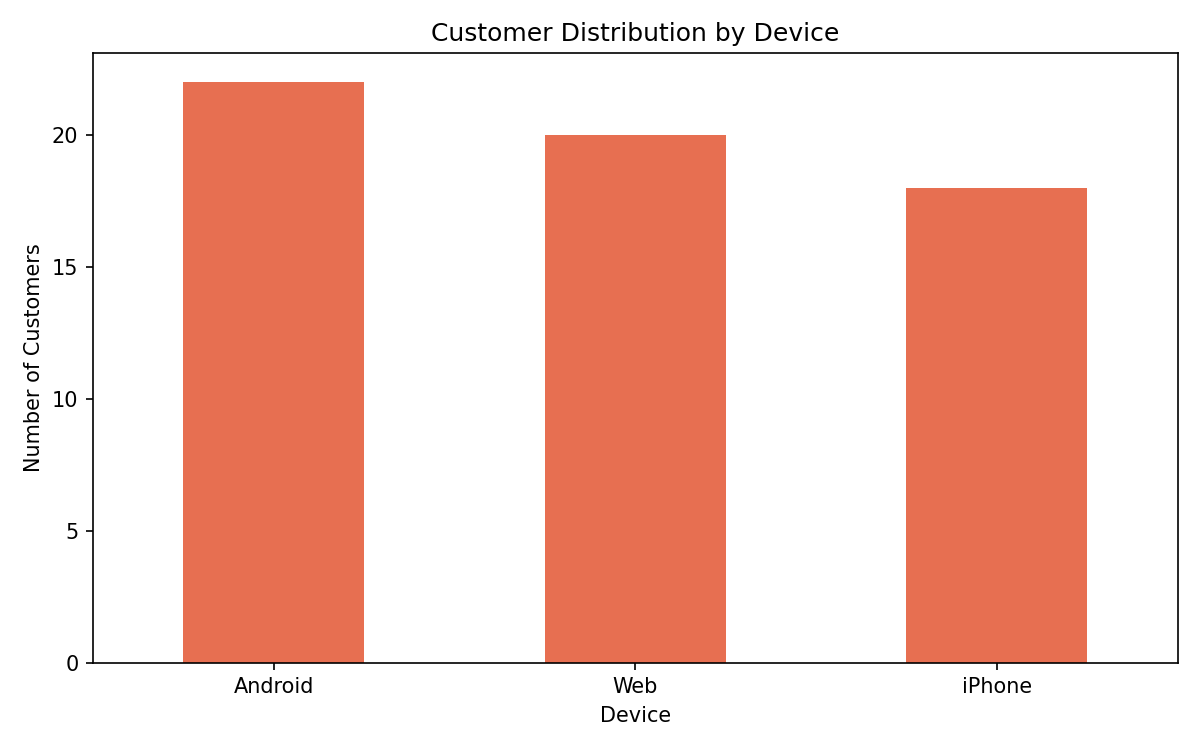 Customer Distribution by Device
Number of Customers
20
15
10
5
0
Android
Web
iPhone
Device